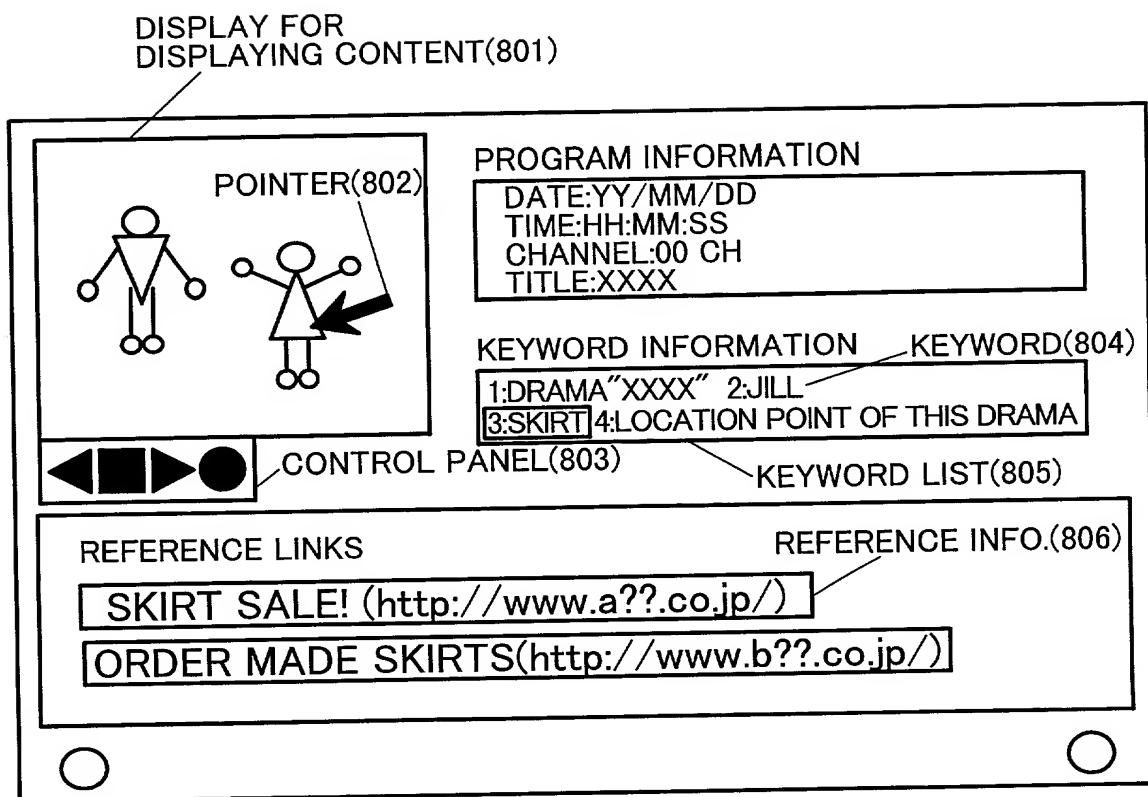 DISPLAY FOR
DISPLAYING CONTENT(801)
POINTER(802)
PROGRAM INFORMATION
DATE:YY/MM/DD
TIME:HH:MM:SS
CHANNEL:00 CH
TITLE:XXXX
KEYWORD INFORMATION
KEYWORD(804)
1:DRAMA"XXXX" 2:JILL
3:SKIRT 4:LOCATION POINT OF THIS DRAMA
CONTROL PANEL(803)
KEYWORD LIST(805)
REFERENCE LINKS
REFERENCE INFO.(806)
SKIRT SALE! (http://www.a??.co.jp/)
ORDER MADE SKIRTS(http://www.b??.co.jp/)